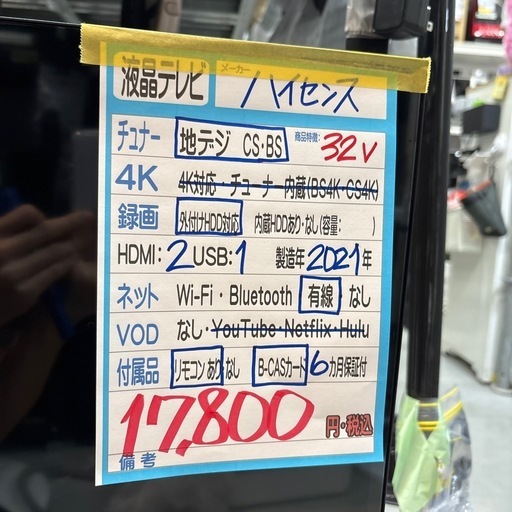 液晶テレビ メーカー ハイセンス
チュナー 地デジ CS・BS 商品特徴: 32V
4K 4K対応・チューナー内蔵(BS4K・CS4K)
録画 外付けHDD対応 内蔵HDDあり・なし(容量: )
HDMI: 2 USB: 1 製造年 2021年
ネット Wi-Fi・Bluetooth 有線・なし
VOD なし・YouTube・Netflix・Hulu
付属品 リモコンあり なし B-CASカード 6カ月保証付
17,800 円・税込
備考